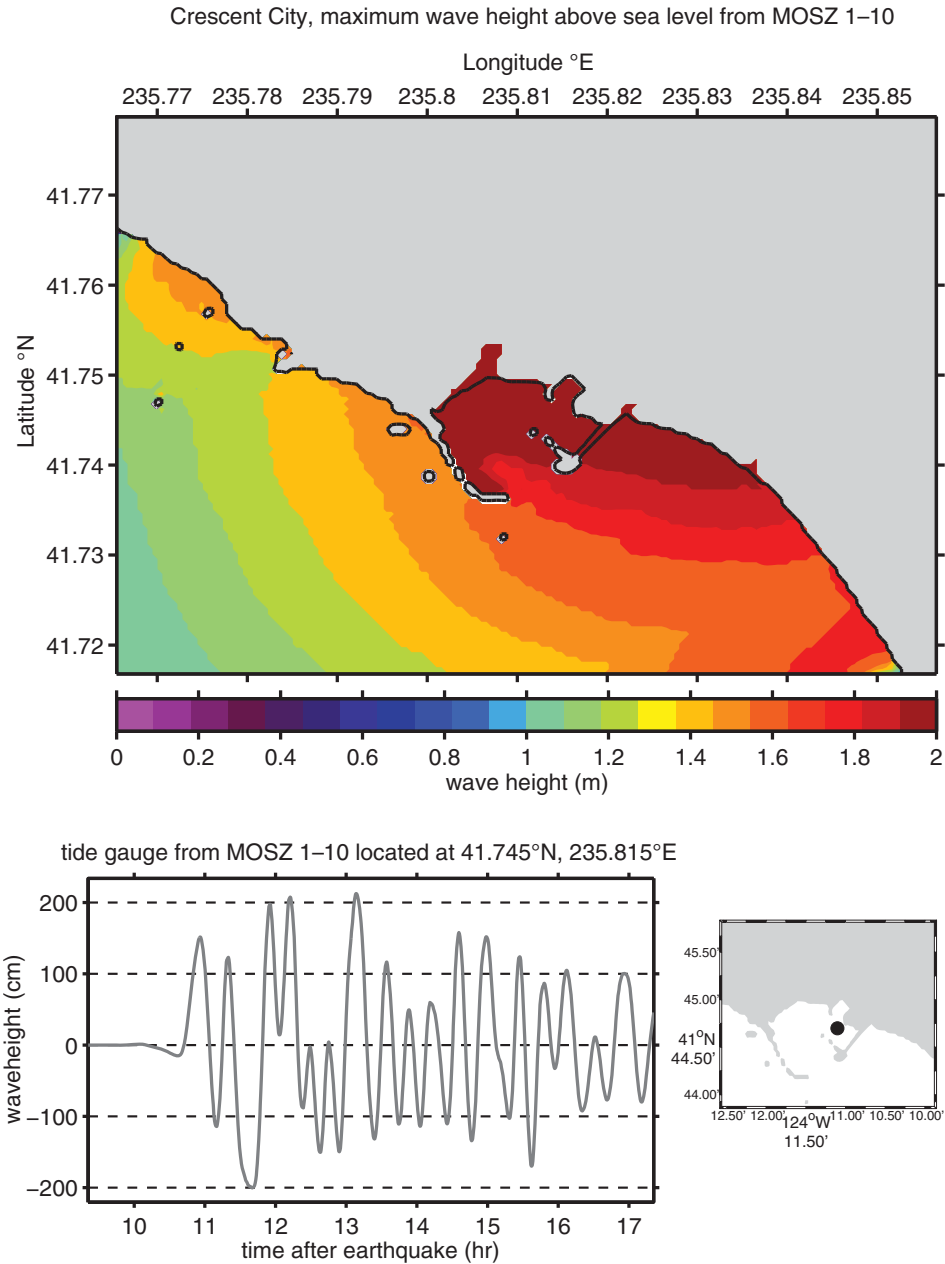 Crescent City, maximum wave height above sea level from MOSZ 1–10
Longitude °E
235.77 235.78 235.79 235.8 235.81 235.82 235.83 235.84 235.85
Latitude °N
41.77
41.76
41.75
41.74
41.73
41.72
0 0.2 0.4 0.6 0.8 1 1.2 1.4 1.6 1.8 2
wave height (m)
tide gauge from MOSZ 1–10 located at 41.745°N, 235.815°E
waveheight (cm)
200
100
0
−100
−200
10 11 12 13 14 15 16 17
time after earthquake (hr)
45.50'
45.00'
41°N
44.50'
44.00'
12.50' 12.00' 11.00' 10.50' 10.00'
124°W
11.50'